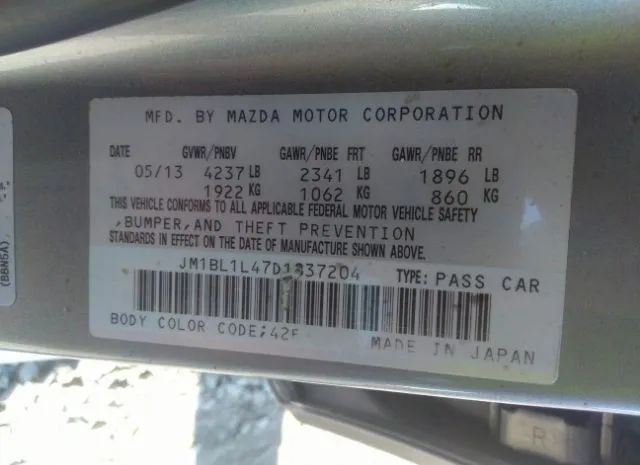 MFD. BY MAZDA MOTOR CORPORATION
DATE GVWR/PNBV GAWR/PNBE FRT GAWR/PNBE RR
05/13 4237 LB 2341 LB 1896 LB
1922 KG 1062 KG 860 KG
THIS VEHICLE CONFORMS TO ALL APPLICABLE FEDERAL MOTOR VEHICLE SAFETY
,BUMPER,AND THEFT PREVENTION
STANDARDS IN EFFECT ON THE DATE OF MANUFACTURE SHOWN ABOVE.
TYPE: PASS CAR
BODY COLOR CODE;
MADE IN JAPAN
(BBN5A)
R